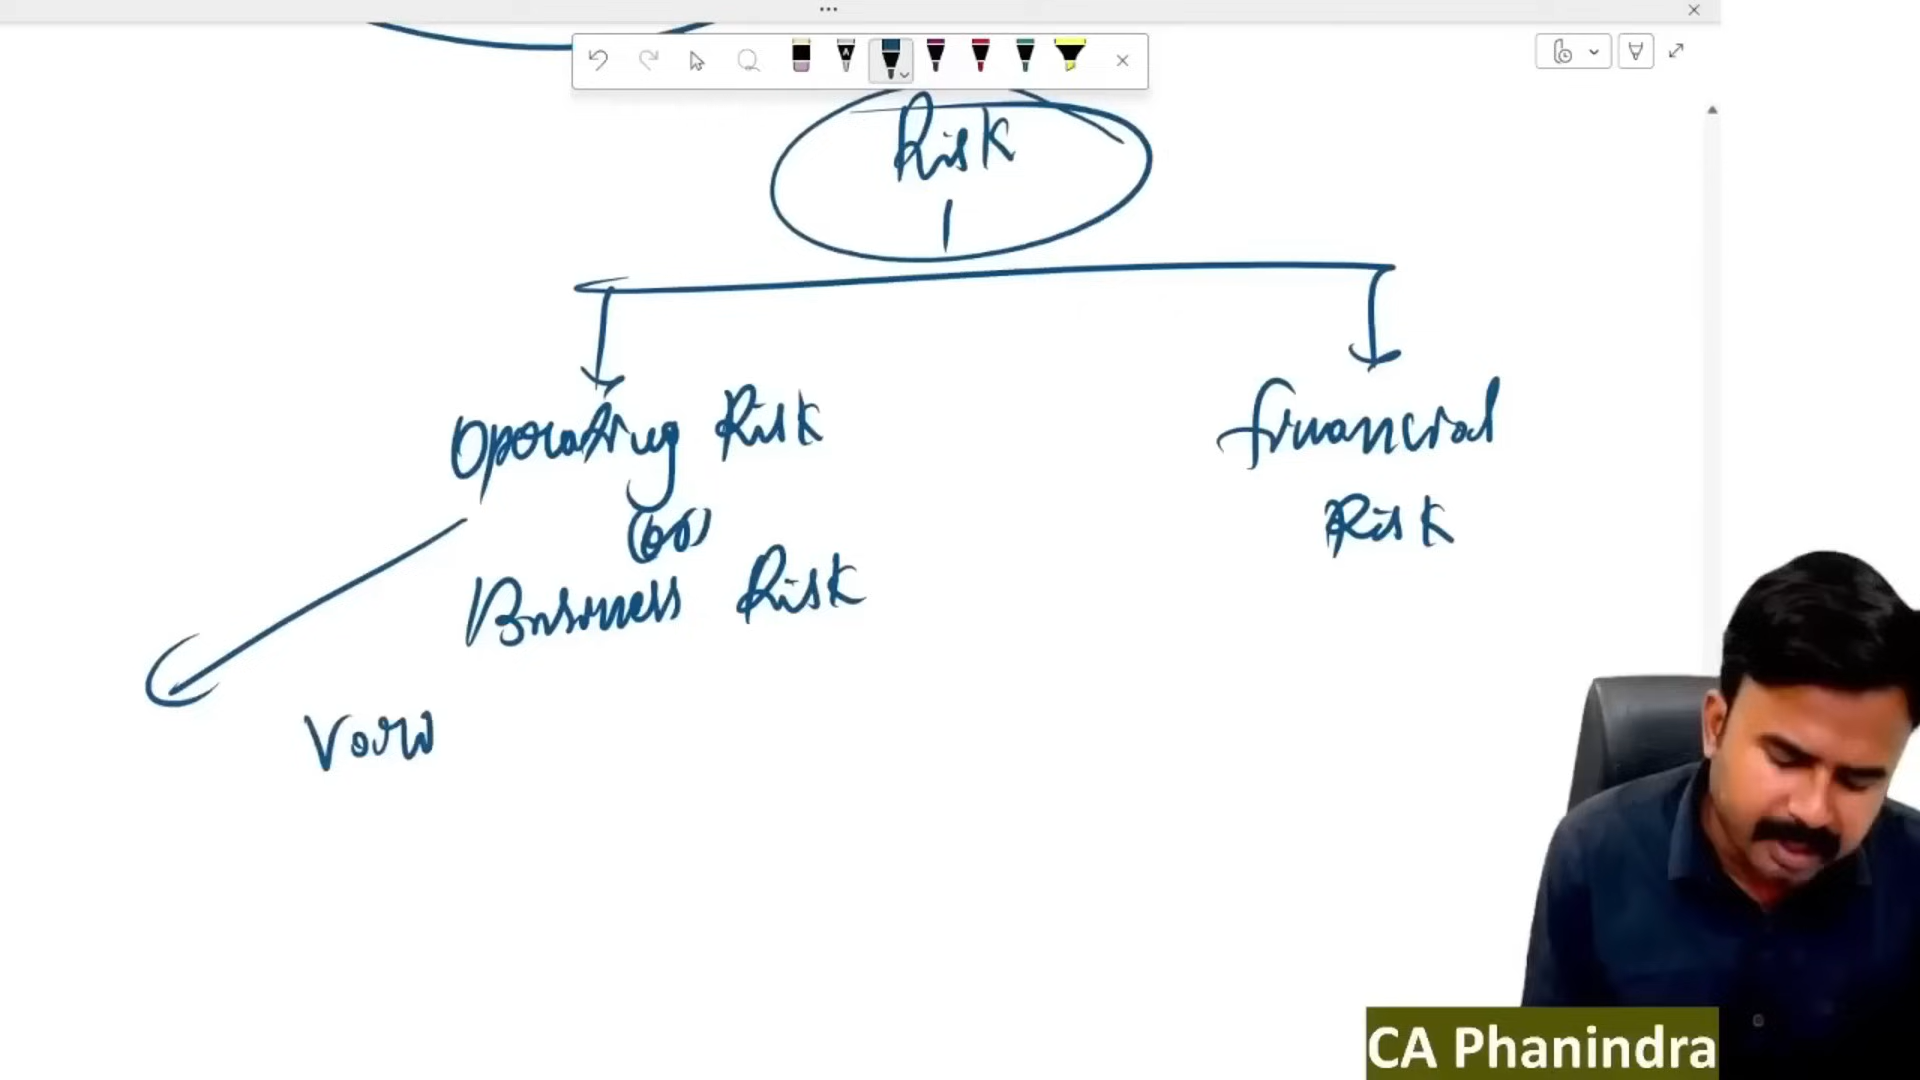 Risk
Operating Risk
Financial
(or)
Risk
Business Risk
Vari
CA Phanindra